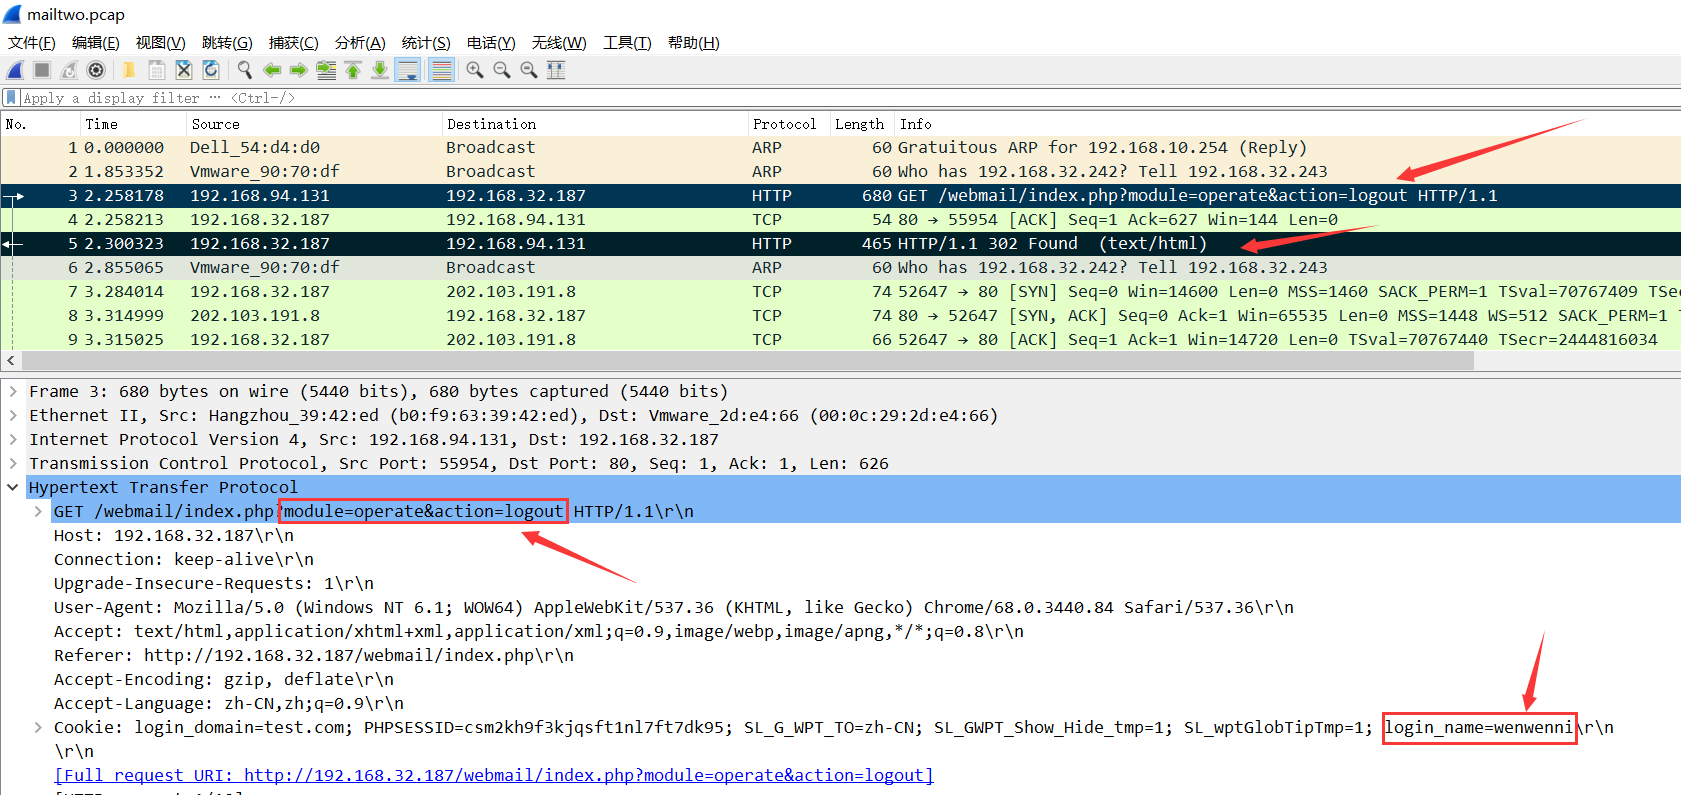 mailtwo.pcap
文件(F) 编辑(E) 视图(V) 跳转(G) 捕获(C) 分析(A) 统计(S) 电话(Y) 无线(W) 工具(T) 帮助(H)
Apply a display filter … <Ctrl-/>
No. Time Source Destination Protocol Length Info
1 0.000000 Dell_54:d4:d0 Broadcast ARP 60 Gratuitous ARP for 192.168.10.254 (Reply)
2 1.853352 Vmware_90:70:df Broadcast ARP 60 Who has 192.168.32.242? Tell 192.168.32.243
3 2.258178 192.168.94.131 192.168.32.187 HTTP 680 GET /webmail/index.php?module=operate&action=logout HTTP/1.1
4 2.258213 192.168.32.187 192.168.94.131 TCP 54 80 → 55954 [ACK] Seq=1 Ack=627 Win=144 Len=0
5 2.300323 192.168.32.187 192.168.94.131 HTTP 465 HTTP/1.1 302 Found (text/html)
6 2.855065 Vmware_90:70:df Broadcast ARP 60 Who has 192.168.32.242? Tell 192.168.32.243
7 3.284014 192.168.32.187 202.103.191.8 TCP 74 52647 → 80 [SYN] Seq=0 Win=14600 Len=0 MSS=1460 SACK_PERM=1 TSval=70767409 TSec
8 3.314999 202.103.191.8 192.168.32.187 TCP 74 80 → 52647 [SYN, ACK] Seq=0 Ack=1 Win=65535 Len=0 MSS=1448 WS=512 SACK_PERM=1 T
9 3.315025 192.168.32.187 202.103.191.8 TCP 66 52647 → 80 [ACK] Seq=1 Ack=1 Win=14720 Len=0 TSval=70767440 TSecr=2444816034
Frame 3: 680 bytes on wire (5440 bits), 680 bytes captured (5440 bits)
Ethernet II, Src: Hangzhou_39:42:ed (b0:f9:63:39:42:ed), Dst: Vmware_2d:e4:66 (00:0c:29:2d:e4:66)
Internet Protocol Version 4, Src: 192.168.94.131, Dst: 192.168.32.187
Transmission Control Protocol, Src Port: 55954, Dst Port: 80, Seq: 1, Ack: 1, Len: 626
Hypertext Transfer Protocol
GET /webmail/index.php?module=operate&action=logout HTTP/1.1\r\n
Host: 192.168.32.187\r\n
Connection: keep-alive\r\n
Upgrade-Insecure-Requests: 1\r\n
User-Agent: Mozilla/5.0 (Windows NT 6.1; WOW64) AppleWebKit/537.36 (KHTML, like Gecko) Chrome/68.0.3440.84 Safari/537.36\r\n
Accept: text/html,application/xhtml+xml,application/xml;q=0.9,image/webp,image/apng,*/*;q=0.8\r\n
Referer: http://192.168.32.187/webmail/index.php\r\n
Accept-Encoding: gzip, deflate\r\n
Accept-Language: zh-CN,zh;q=0.9\r\n
Cookie: login_domain=test.com; PHPSESSID=csm2kh9f3kjqsft1nl7ft7dk95; SL_G_WPT_TO=zh-CN; SL_GWPT_Show_Hide_tmp=1; SL_wptGlobTipTmp=1; login_name=wenwenni\r\n
\r\n
[Full request URI: http://192.168.32.187/webmail/index.php?module=operate&action=logout]